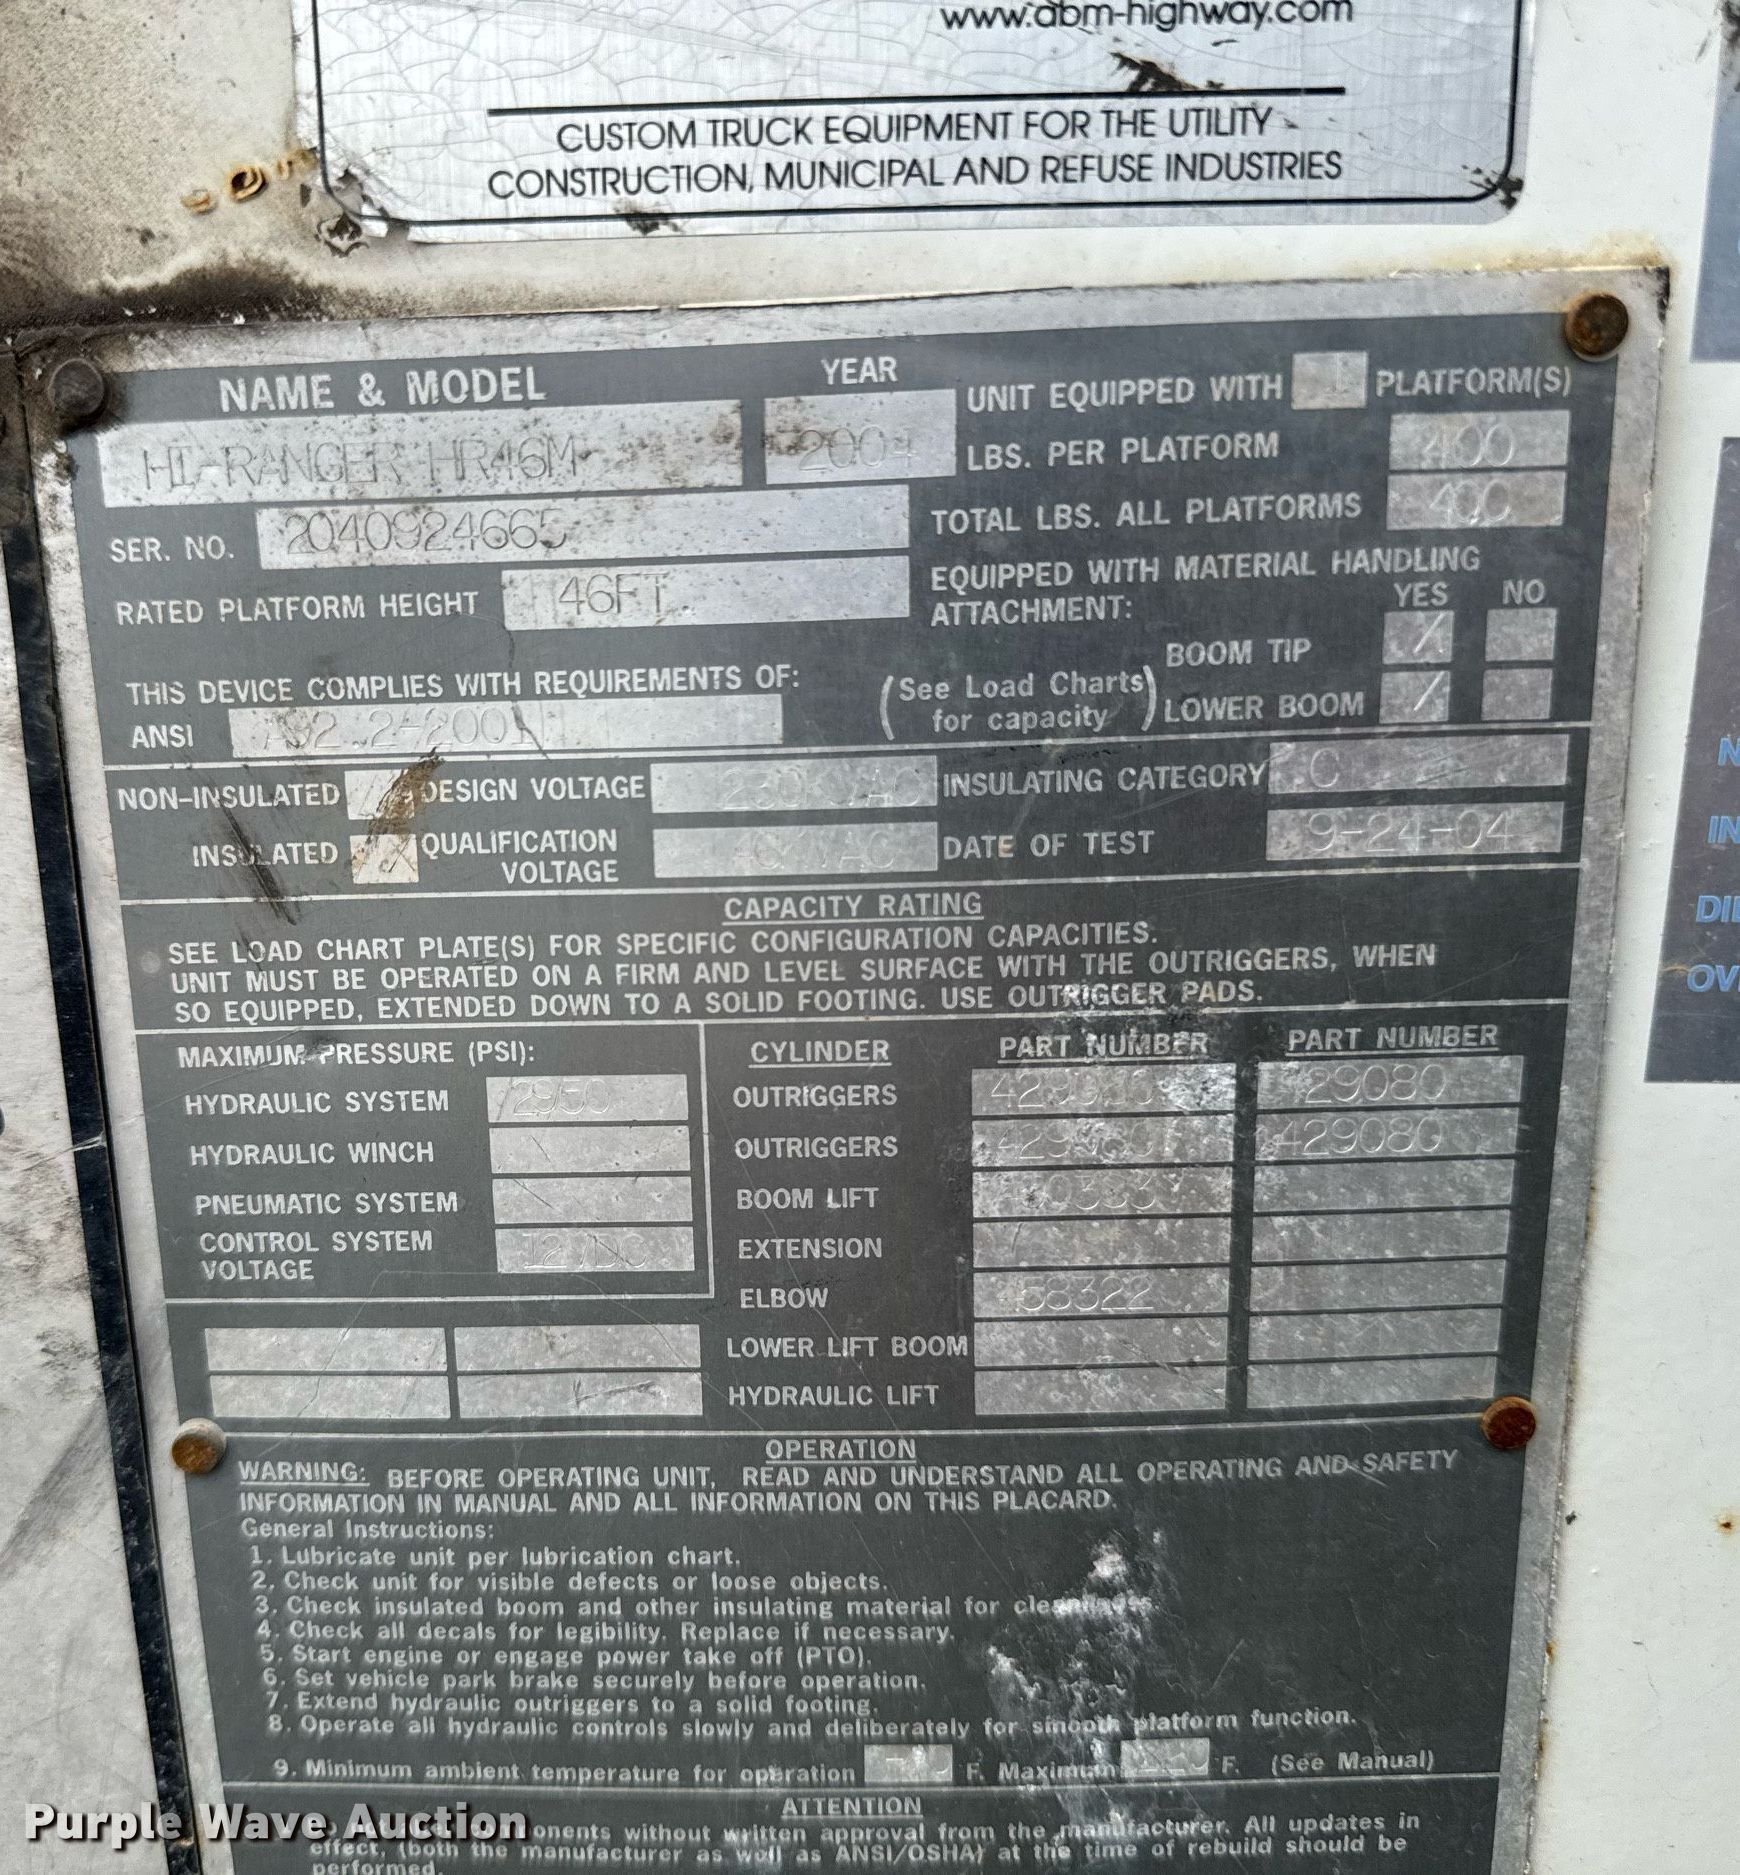 www.abm-highway.com
CUSTOM TRUCK EQUIPMENT FOR THE UTILITY
CONSTRUCTION, MUNICIPAL AND REFUSE INDUSTRIES
NAME & MODEL
YEAR
HI-RANGER HR46M
2004
UNIT EQUIPPED WITH 1 PLATFORM(S)
LBS. PER PLATFORM 400
SER. NO. 2040924665
TOTAL LBS. ALL PLATFORMS 400
RATED PLATFORM HEIGHT 46FT
EQUIPPED WITH MATERIAL HANDLING
ATTACHMENT: YES NO
THIS DEVICE COMPLIES WITH REQUIREMENTS OF:
ANSI A92.2-2001
(See Load Charts for capacity)
BOOM TIP X
LOWER BOOM X
NON-INSULATED DESIGN VOLTAGE INSULATING CATEGORY C
INSULATED X QUALIFICATION VOLTAGE DATE OF TEST 9-24-04
CAPACITY RATING
SEE LOAD CHART PLATE(S) FOR SPECIFIC CONFIGURATION CAPACITIES.
UNIT MUST BE OPERATED ON A FIRM AND LEVEL SURFACE WITH THE OUTRIGGERS, WHEN
SO EQUIPPED, EXTENDED DOWN TO A SOLID FOOTING. USE OUTRIGGER PADS.
MAXIMUM PRESSURE (PSI):
HYDRAULIC SYSTEM 2950
HYDRAULIC WINCH
PNEUMATIC SYSTEM
CONTROL SYSTEM
VOLTAGE 12VDC
CYLINDER PART NUMBER PART NUMBER
OUTRIGGERS 429080
OUTRIGGERS 429080
BOOM LIFT
EXTENSION
ELBOW 458322
LOWER LIFT BOOM
HYDRAULIC LIFT
OPERATION
WARNING: BEFORE OPERATING UNIT, READ AND UNDERSTAND ALL OPERATING AND SAFETY
INFORMATION IN MANUAL AND ALL INFORMATION ON THIS PLACARD.
General Instructions:
1. Lubricate unit per lubrication chart.
2. Check unit for visible defects or loose objects.
3. Check insulated boom and other insulating material for cleanliness.
4. Check all decals for legibility. Replace if necessary.
5. Start engine or engage power take off (PTO).
6. Set vehicle park brake securely before operation.
7. Extend hydraulic outriggers to a solid footing.
8. Operate all hydraulic controls slowly and deliberately for smooth platform function.
9. Minimum ambient temperature for operation F. Maximum F. (See Manual)
ATTENTION
without written approval from the manufacturer. All updates in
effect, (both the manufacturer as well as ANSI/OSHA) at the time of rebuild should be
performed.
Purple Wave Auction